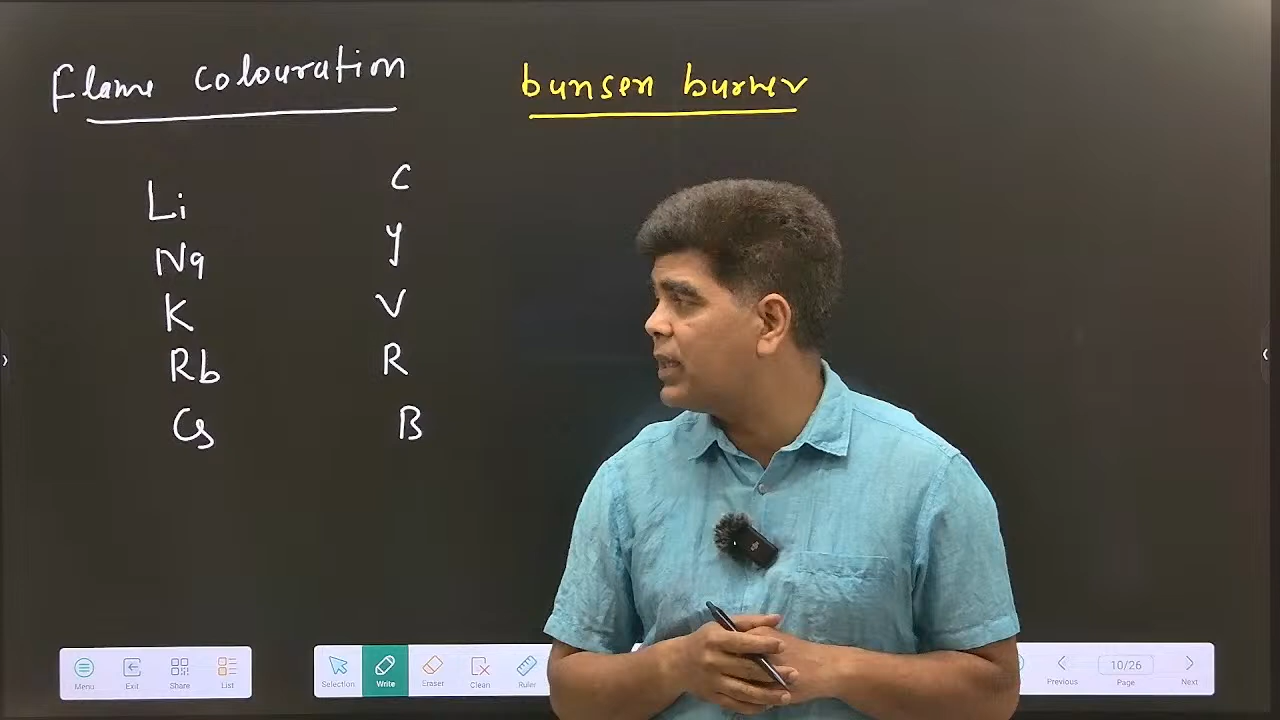 Flame colouration
bunsen burner
Li C
Na Y
K V
Rb R
Cs B
Menu
Exit
Share
List
Selection
Write
Eraser
Clean
Ruler
Previous
10/26
Page
Next